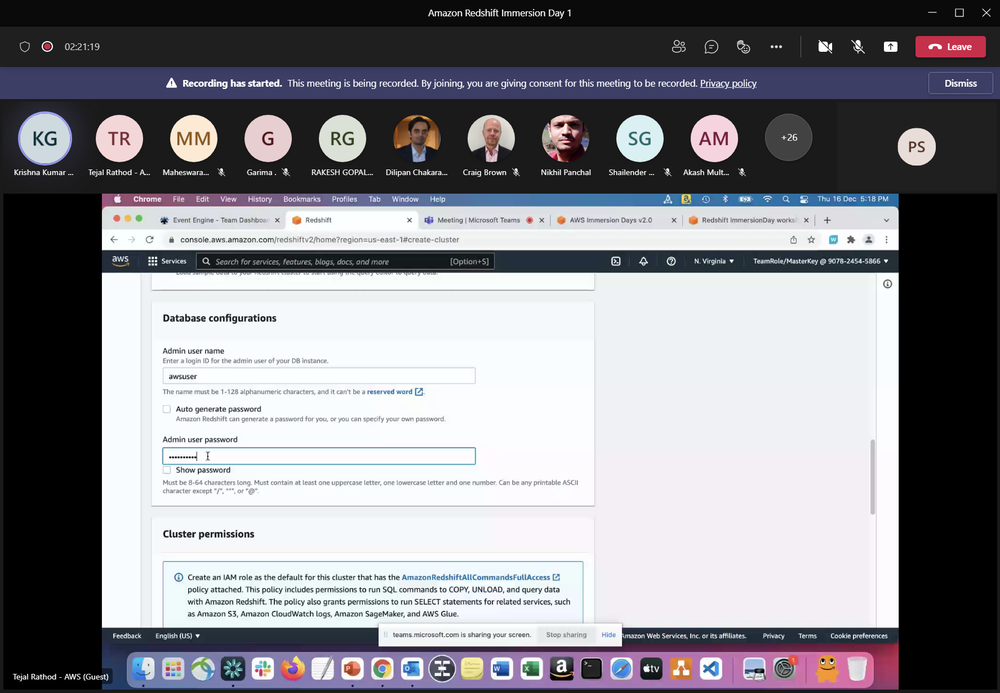 Amazon Redshift Immersion Day 1
02:21:19
Leave
Recording has started. This meeting is being recorded. By joining, you are giving consent for this meeting to be recorded. Privacy policy
Dismiss
KG
TR
MM
G
RG
SG
AM
+26
PS
Krishna Kumar ...
Tejal Rathod - A...
Maheswara...
Garima .
RAKESH GOPAL...
Dilipan Chakara...
Craig Brown
Nikhil Panchal
Shailender ...
Akash Mult...
Chrome File Edit View History Bookmarks Profiles Tab Window Help
Thu 16 Dec 5:18 PM
Event Engine - Team Dashboa
Redshift
Meeting | Microsoft Teams
AWS Immersion Days v2.0
Redshift ImmersionDay works
console.aws.amazon.com/redshiftv2/home?region=us-east-1#create-cluster
aws
Services
Search for services, features, blogs, docs, and more
[Option+S]
N. Virginia
TeamRole/MasterKey @ 9078-2454-5866
Load sample data to your Redshift cluster to start using the query editor to query data.
Database configurations
Admin user name
Enter a login ID for the admin user of your DB instance.
awsuser
The name must be 1-128 alphanumeric characters, and it can't be a reserved word .
Auto generate password
Amazon Redshift can generate a password for you, or you can specify your own password.
Admin user password
••••••••••
Show password
Must be 8-64 characters long. Must contain at least one uppercase letter, one lowercase letter and one number. Can be any printable ASCII
character except "/", """, or "@".
Cluster permissions
Create an IAM role as the default for this cluster that has the AmazonRedshiftAllCommandsFullAccess
policy attached. This policy includes permissions to run SQL commands to COPY, UNLOAD, and query data
with Amazon Redshift. The policy also grants permissions to run SELECT statements for related services, such
as Amazon S3, Amazon CloudWatch logs, Amazon SageMaker, and AWS Glue.
Feedback
English (US)
teams.microsoft.com is sharing your screen.
Stop sharing
Hide
Amazon Web Services, Inc. or its affiliates.
Privacy
Terms
Cookie preferences
tv
1
Tejal Rathod - AWS (Guest)